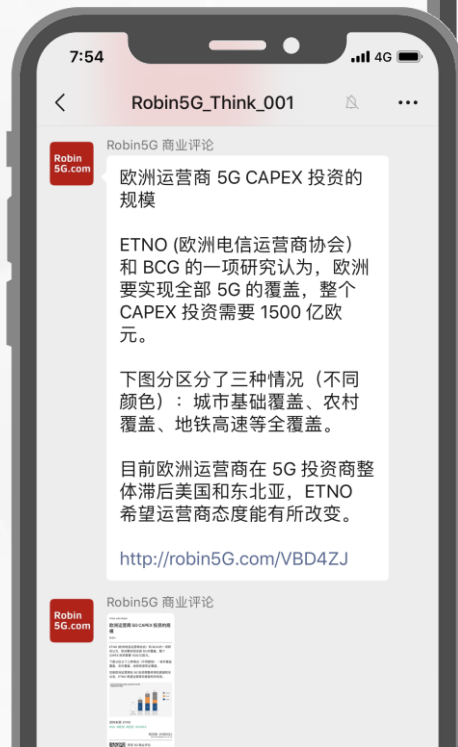 7:54
4G
Robin5G_Think_001
Robin5G 商业评论
Robin
5G.com
欧洲运营商 5G CAPEX 投资的
规模
ETNO (欧洲电信运营商协会）
和 BCG 的一项研究认为，欧洲
要实现全部 5G 的覆盖，整个
CAPEX 投资需要 1500 亿欧
元。
下图分区分了三种情况（不同
颜色）：城市基础覆盖、农村
覆盖、地铁高速等全覆盖。
目前欧洲运营商在 5G 投资商整
体滞后美国和东北亚，ETNO
希望运营商态度能有所改变。
http://robin5G.com/VBD4ZJ
Robin5G 商业评论
Robin
5G.com
欧洲运营商 5G CAPEX 投资的规
模